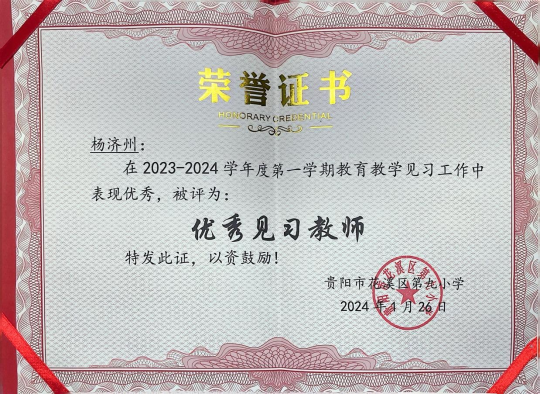 荣誉证书
HONORARY CREDENTIAL
杨济州：
在2023-2024学年度第一学期教育教学见习工作中
表现优秀，被评为：
优秀见习教师
特发此证，以资鼓励！
贵阳市花溪区第九小学
2024年1月26日